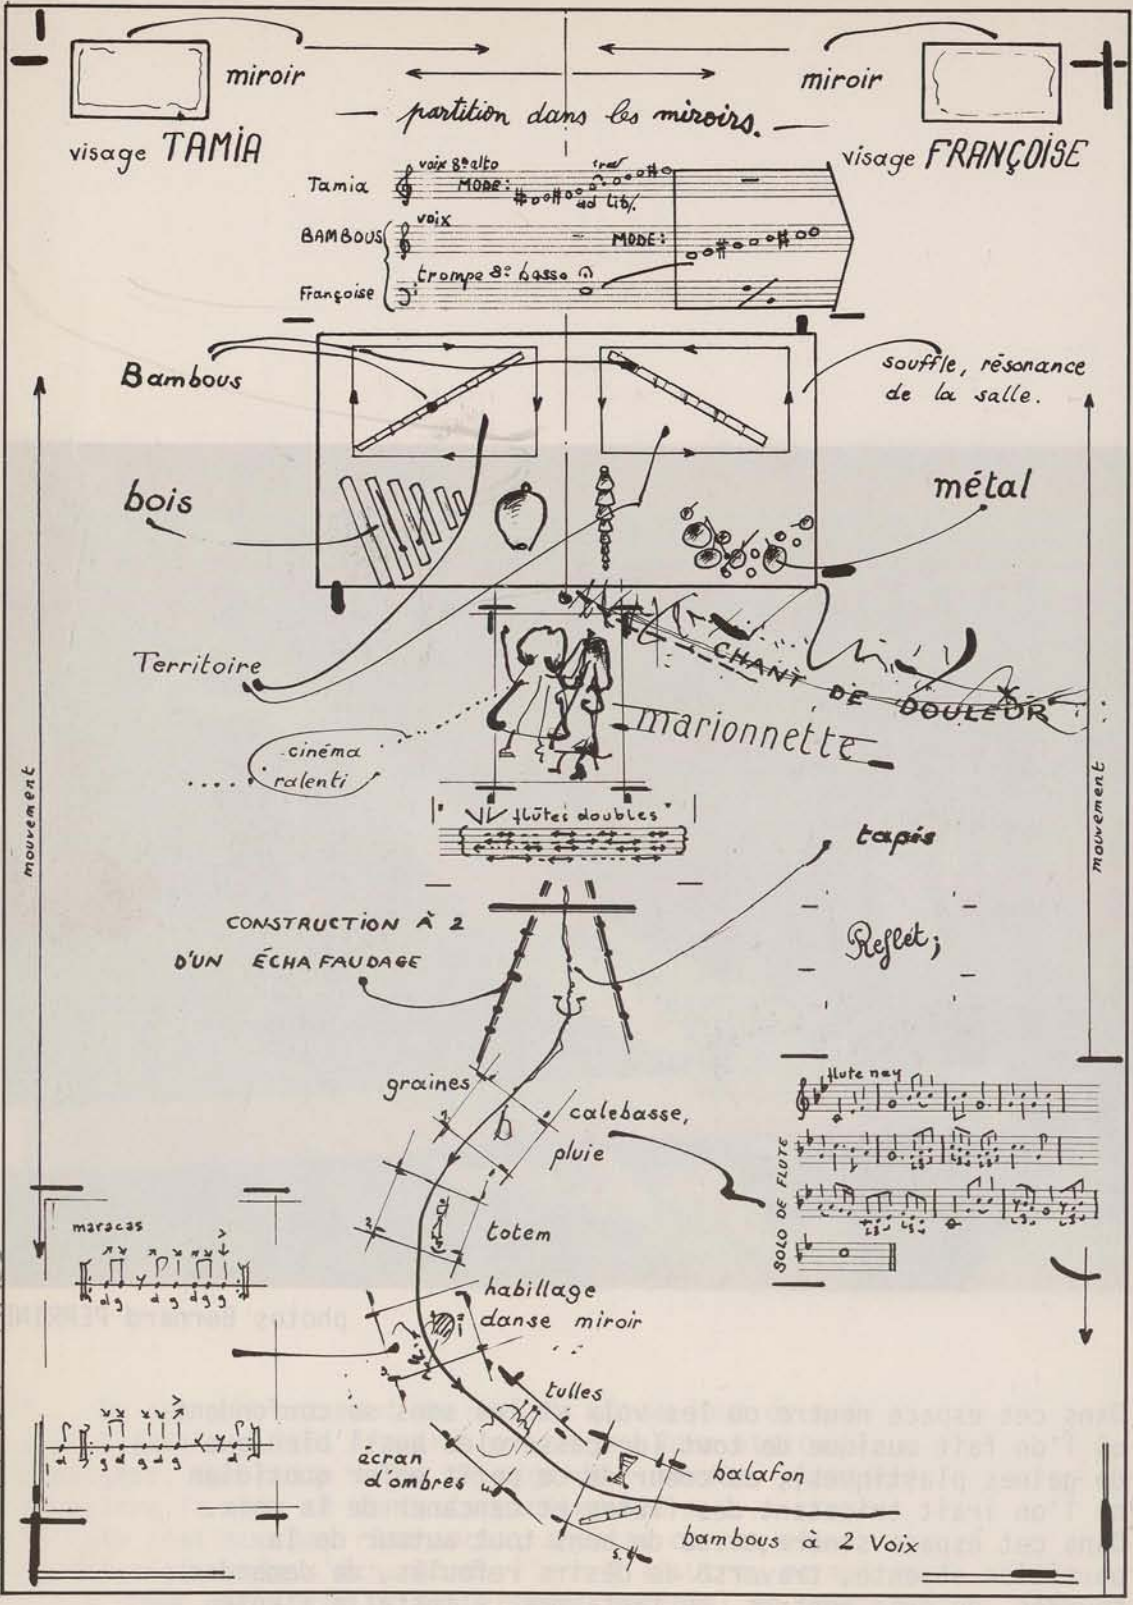 miroir
miroir
partition dans les miroirs.
visage TAMIA
visage FRANÇOISE
voix 8ª alto
Tamia
MODE:
ad lib.
BAMBOUS
voix
MODE:
trompe 8ª basse
Françoise
Bambous
souffle, résonance
de la salle.
bois
métal
Territoire
CHANT DE DOULEUR
marionnette
cinéma
ralenti
mouvement
mouvement
flûtes doubles
tapis
CONSTRUCTION À 2
D'UN ÉCHAFAUDAGE
Reflet;
graines
calebasse,
pluie
flute ney
SOLO DE FLUTE
maracas
d g d g d g g
totem
habillage
danse miroir
tulles
écran
d'ombres
balafon
bambous à 2 Voix
photos Bernard